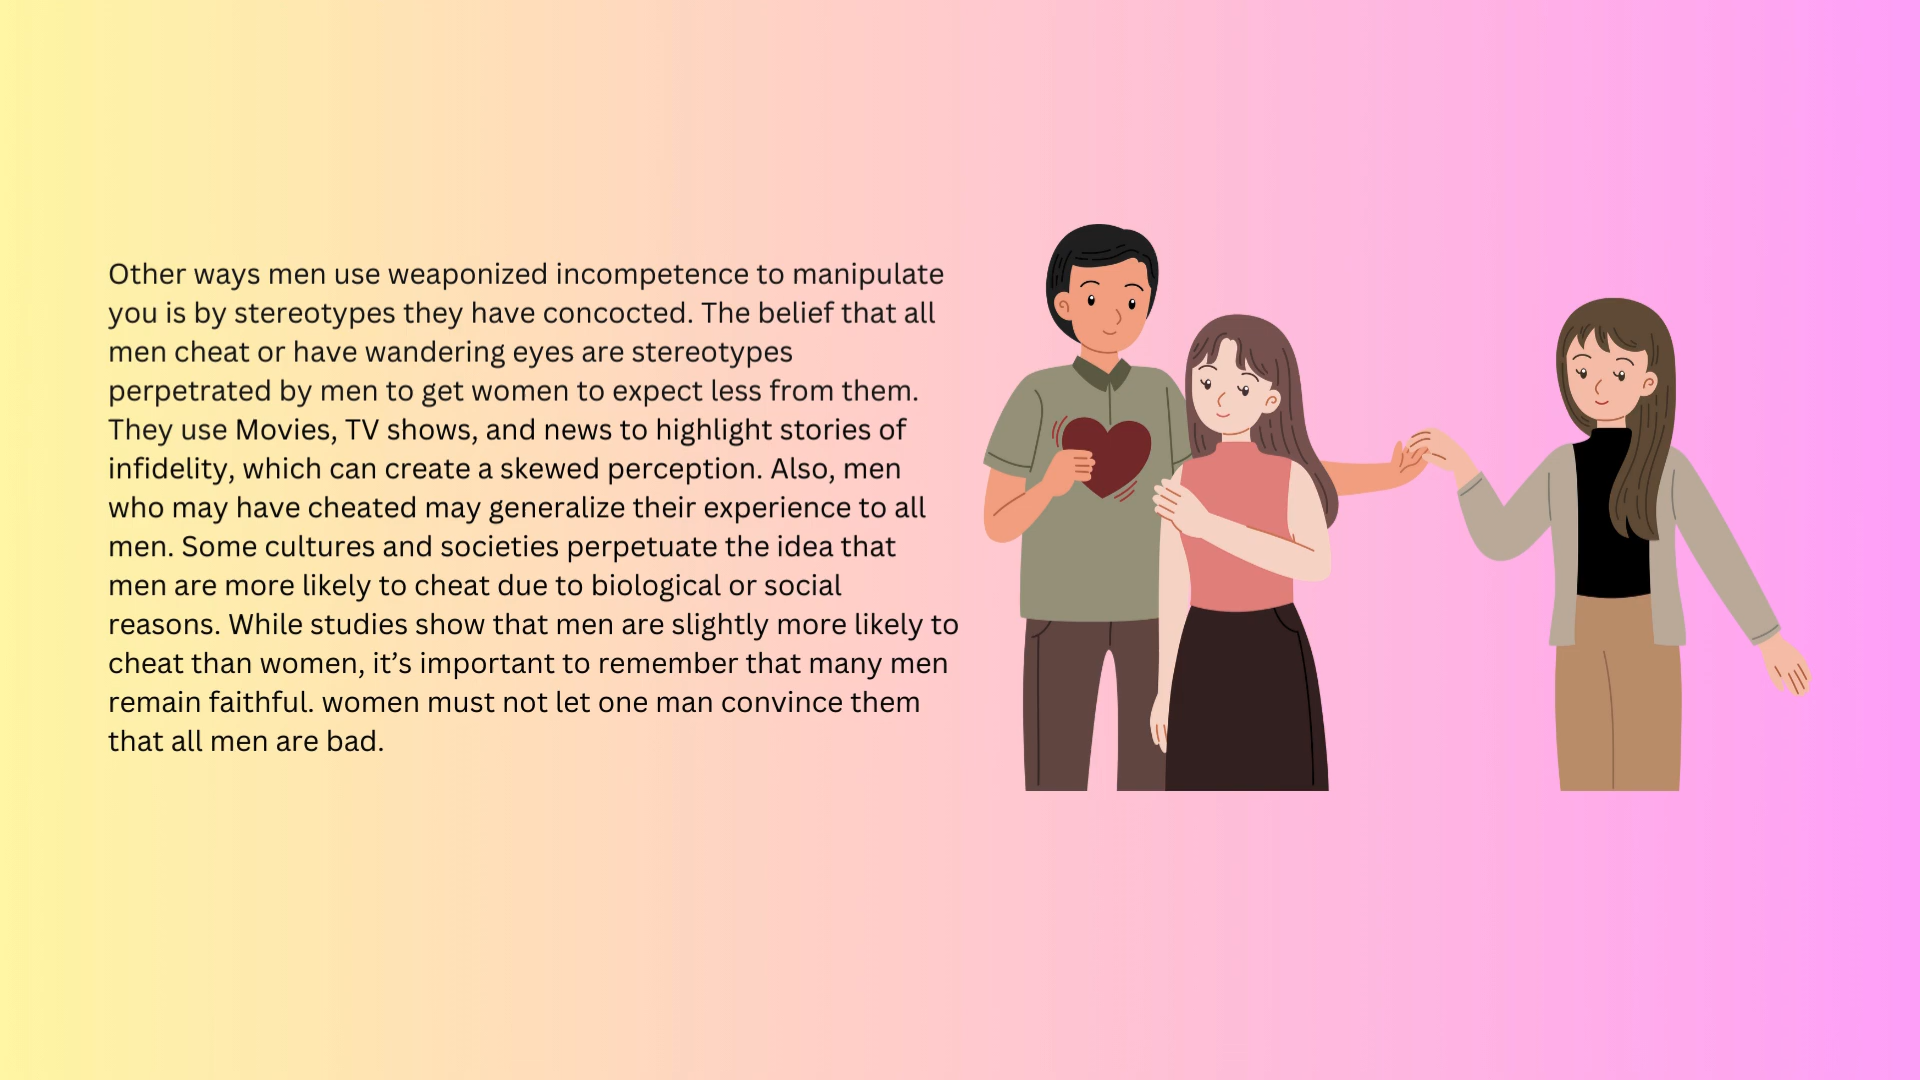 Other ways men use weaponized incompetence to manipulate
you is by stereotypes they have concocted. The belief that all
men cheat or have wandering eyes are stereotypes
perpetrated by men to get women to expect less from them.
They use Movies, TV shows, and news to highlight stories of
infidelity, which can create a skewed perception. Also, men
who may have cheated may generalize their experience to all
men. Some cultures and societies perpetuate the idea that
men are more likely to cheat due to biological or social
reasons. While studies show that men are slightly more likely to
cheat than women, it’s important to remember that many men
remain faithful. women must not let one man convince them
that all men are bad.